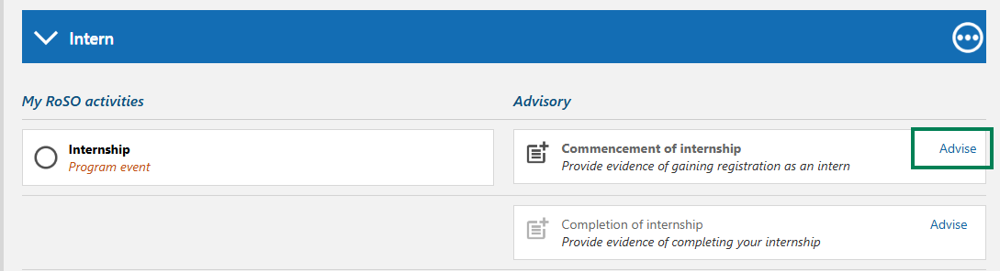 Intern
My RoSO activities
Advisory
Internship
Program event
Commencement of internship
Provide evidence of gaining registration as an intern
Advise
Completion of internship
Provide evidence of completing your internship
Advise